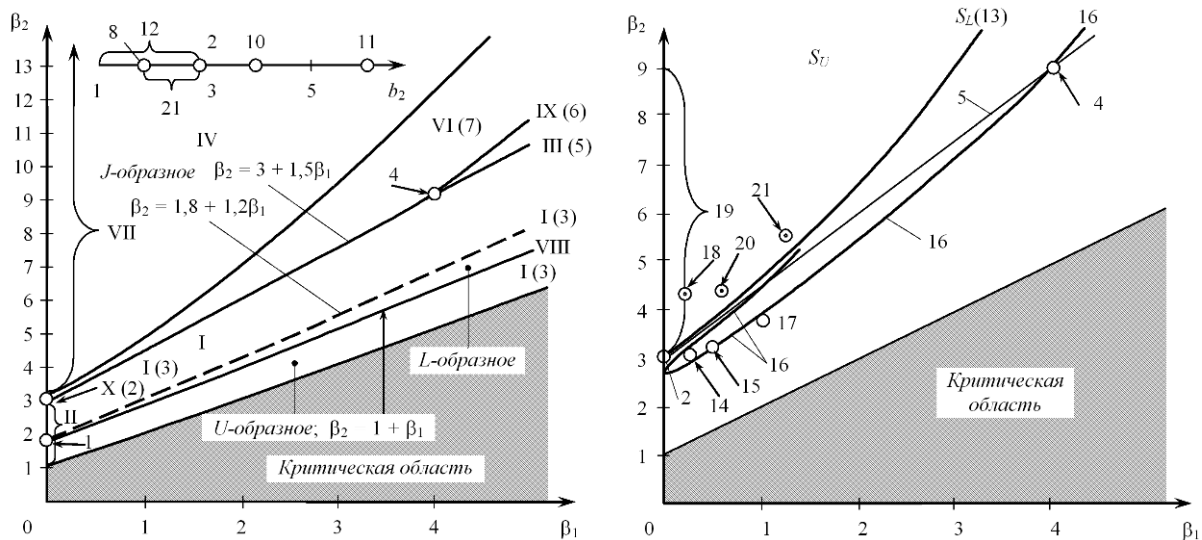 β₂
12
8
2
10
11
1
21
3
5
b₂
13
12
11
10
9
8
7
6
5
4
3
2
1
0
IV
VI (7)
IX (6)
III (5)
J-образное β₂ = 3 + 1,5β₁
4
β₂ = 1,8 + 1,2β₁
VII
I (3)
VIII
I (3)
I
I (3)
L-образное
X (2)
II
1
U-образное; β₂ 1 + β₁
Критическая область
1
2
3
4
β₁
β₂
S_L(13)
16
S_U
9
8
7
6
5
4
3
2
1
0
5
4
21
19
18
20
16
17
16
15
14
2
Критическая
область
1
2
3
4
β₁